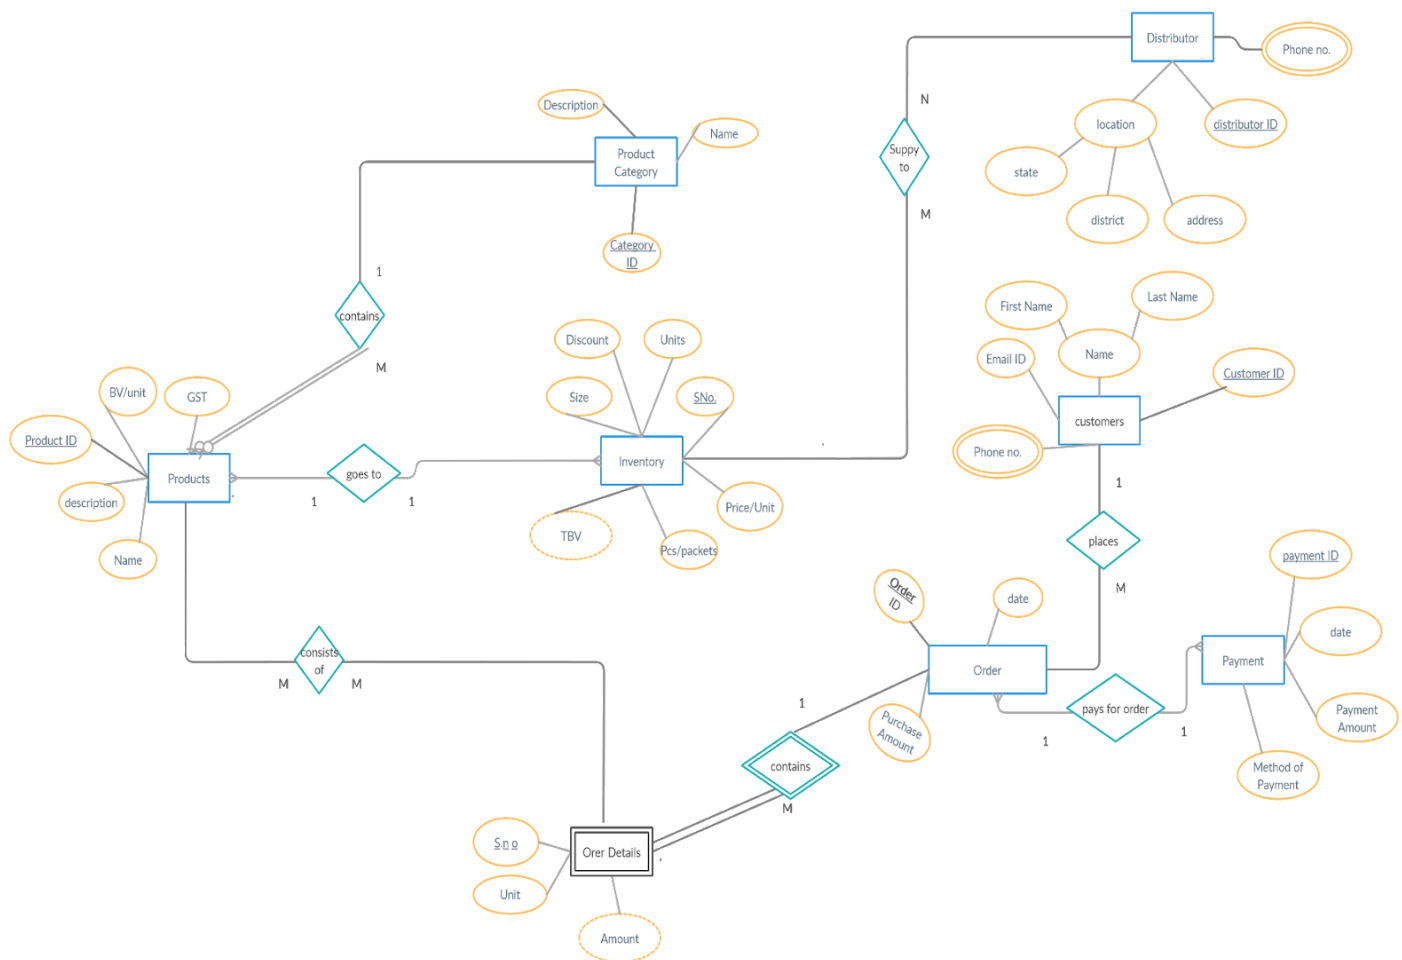 Distributor
Phone no.
N
Description
Name
location
distributor ID
Product
Category
Suppy
to
state
M
district
address
Category
ID
1
contains
First Name
Last Name
Discount
Units
Email ID
Name
M
BV/unit
GST
Size
SNo.
Customer ID
customers
Product ID
Phone no.
Products
goes to
Inventory
1
description
1
1
Price/Unit
TBV
Pcs/packets
places
Name
payment ID
Order
ID
date
M
date
consists
of
Order
Payment
M
M
1
pays for order
Purchase
Amount
Payment
Amount
1
1
contains
Method of
Payment
M
S.n o
Orer Details
Unit
Amount